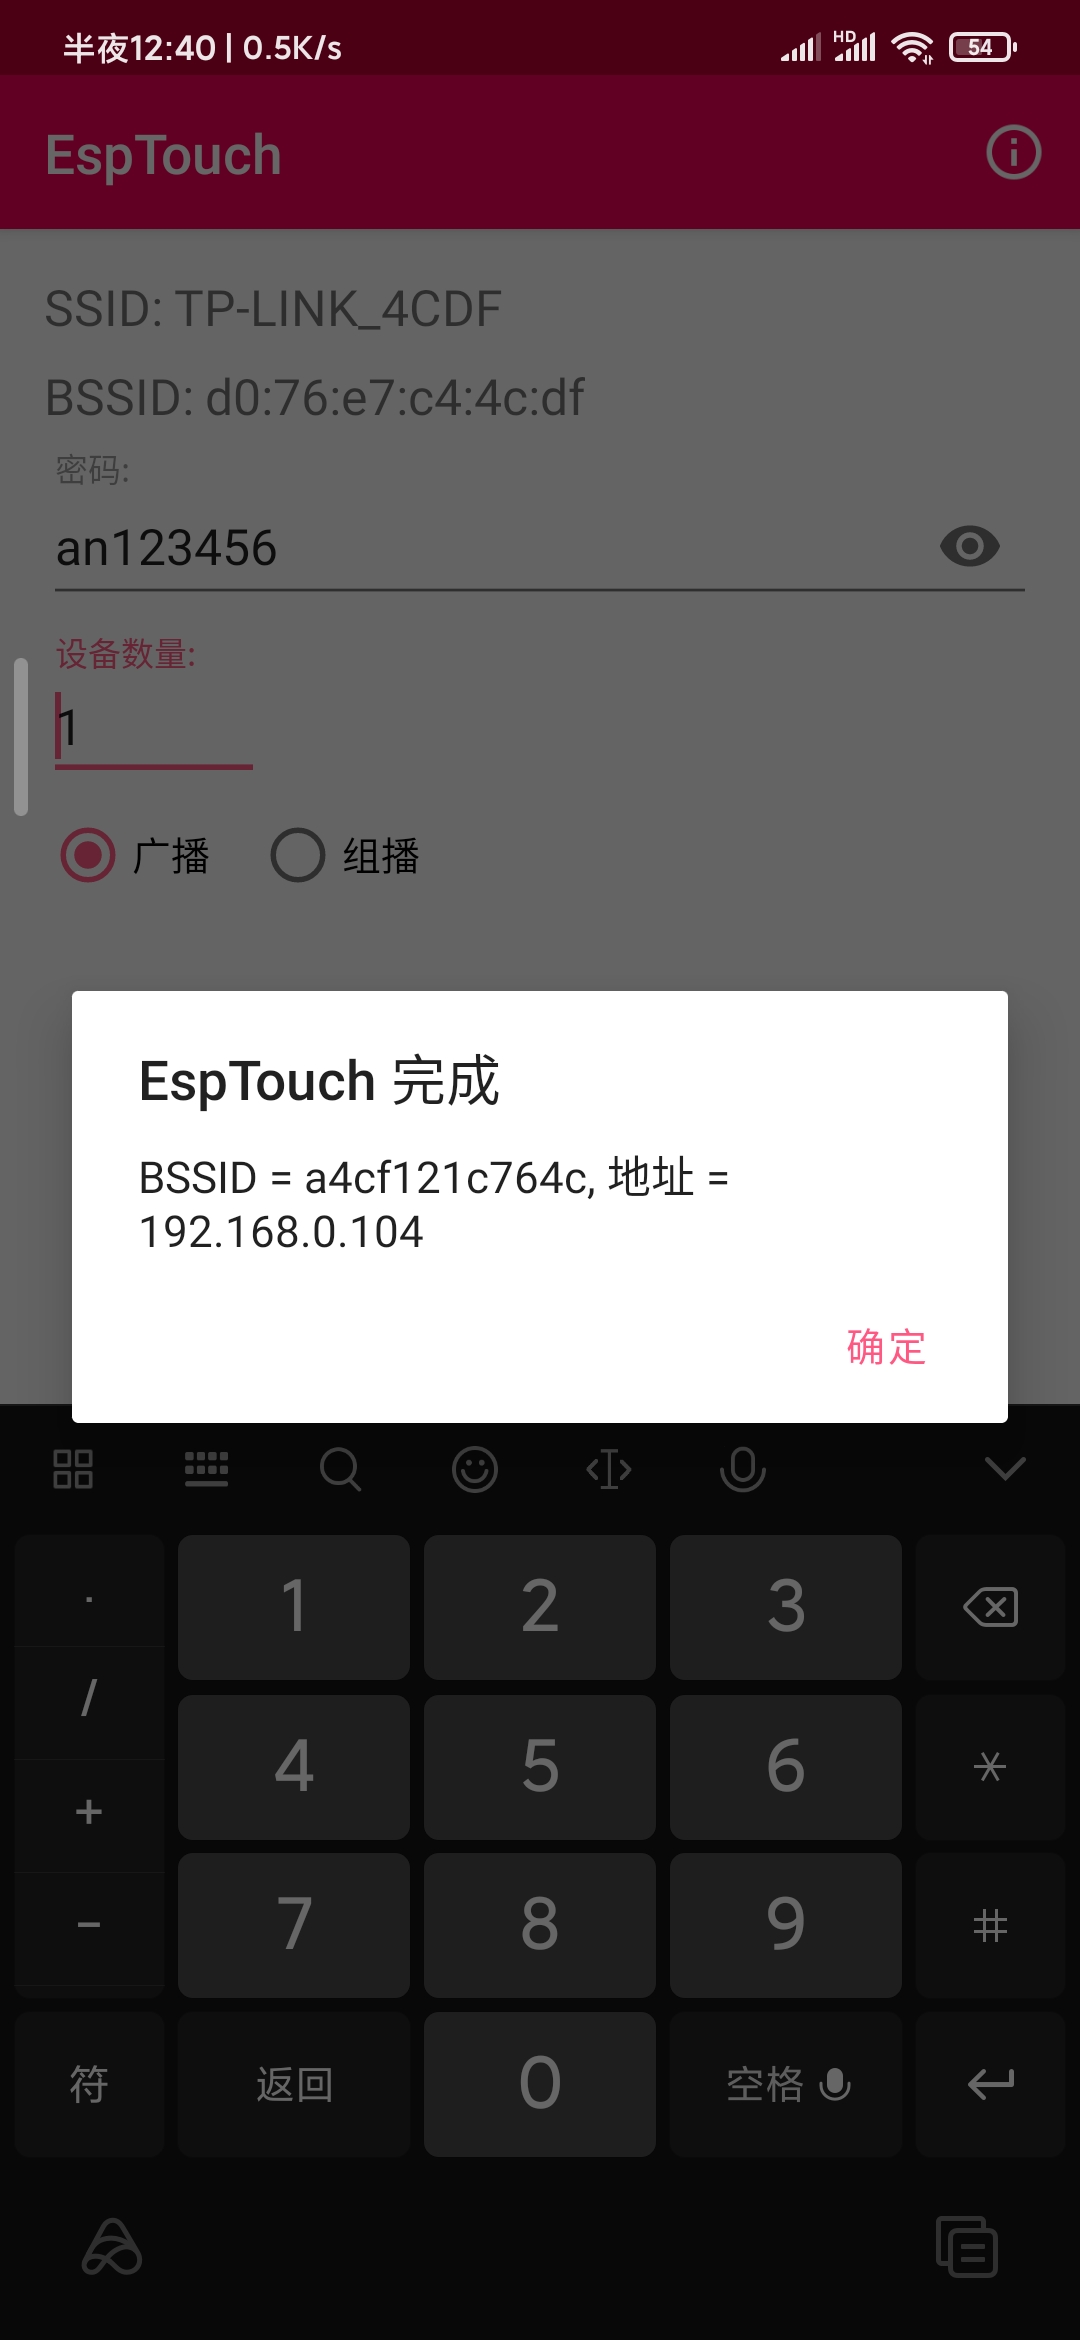 半夜12:40 | 0.5K/s HD 54
EspTouch
SSID: TP-LINK_4CDF
BSSID: d0:76:e7:c4:4c:df
密码:
an123456
设备数量:
1
广播 组播
EspTouch 完成
BSSID = a4cf121c764c, 地址 =
192.168.0.104
确定
. 1 2 3
/ 4 5 6 *
+
7 8 9 #
-
符 返回 0 空格